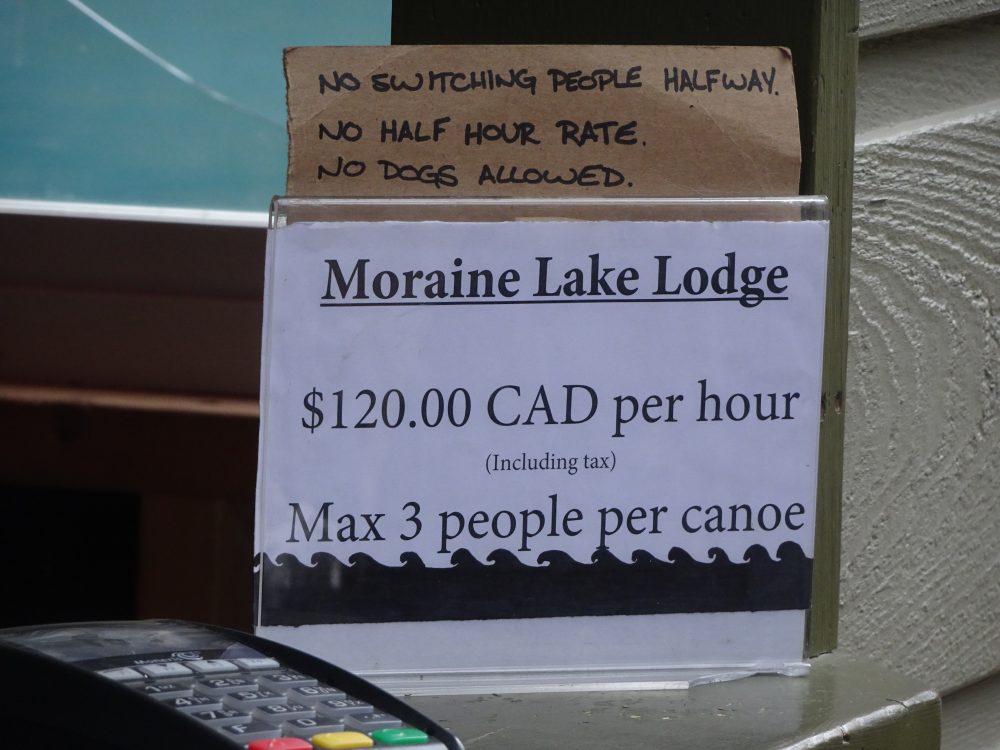 NO SWITCHING PEOPLE HALFWAY.
NO HALF HOUR RATE.
NO DOGS ALLOWED.
Moraine Lake Lodge
$120.00 CAD per hour
(Including tax)
Max 3 people per canoe